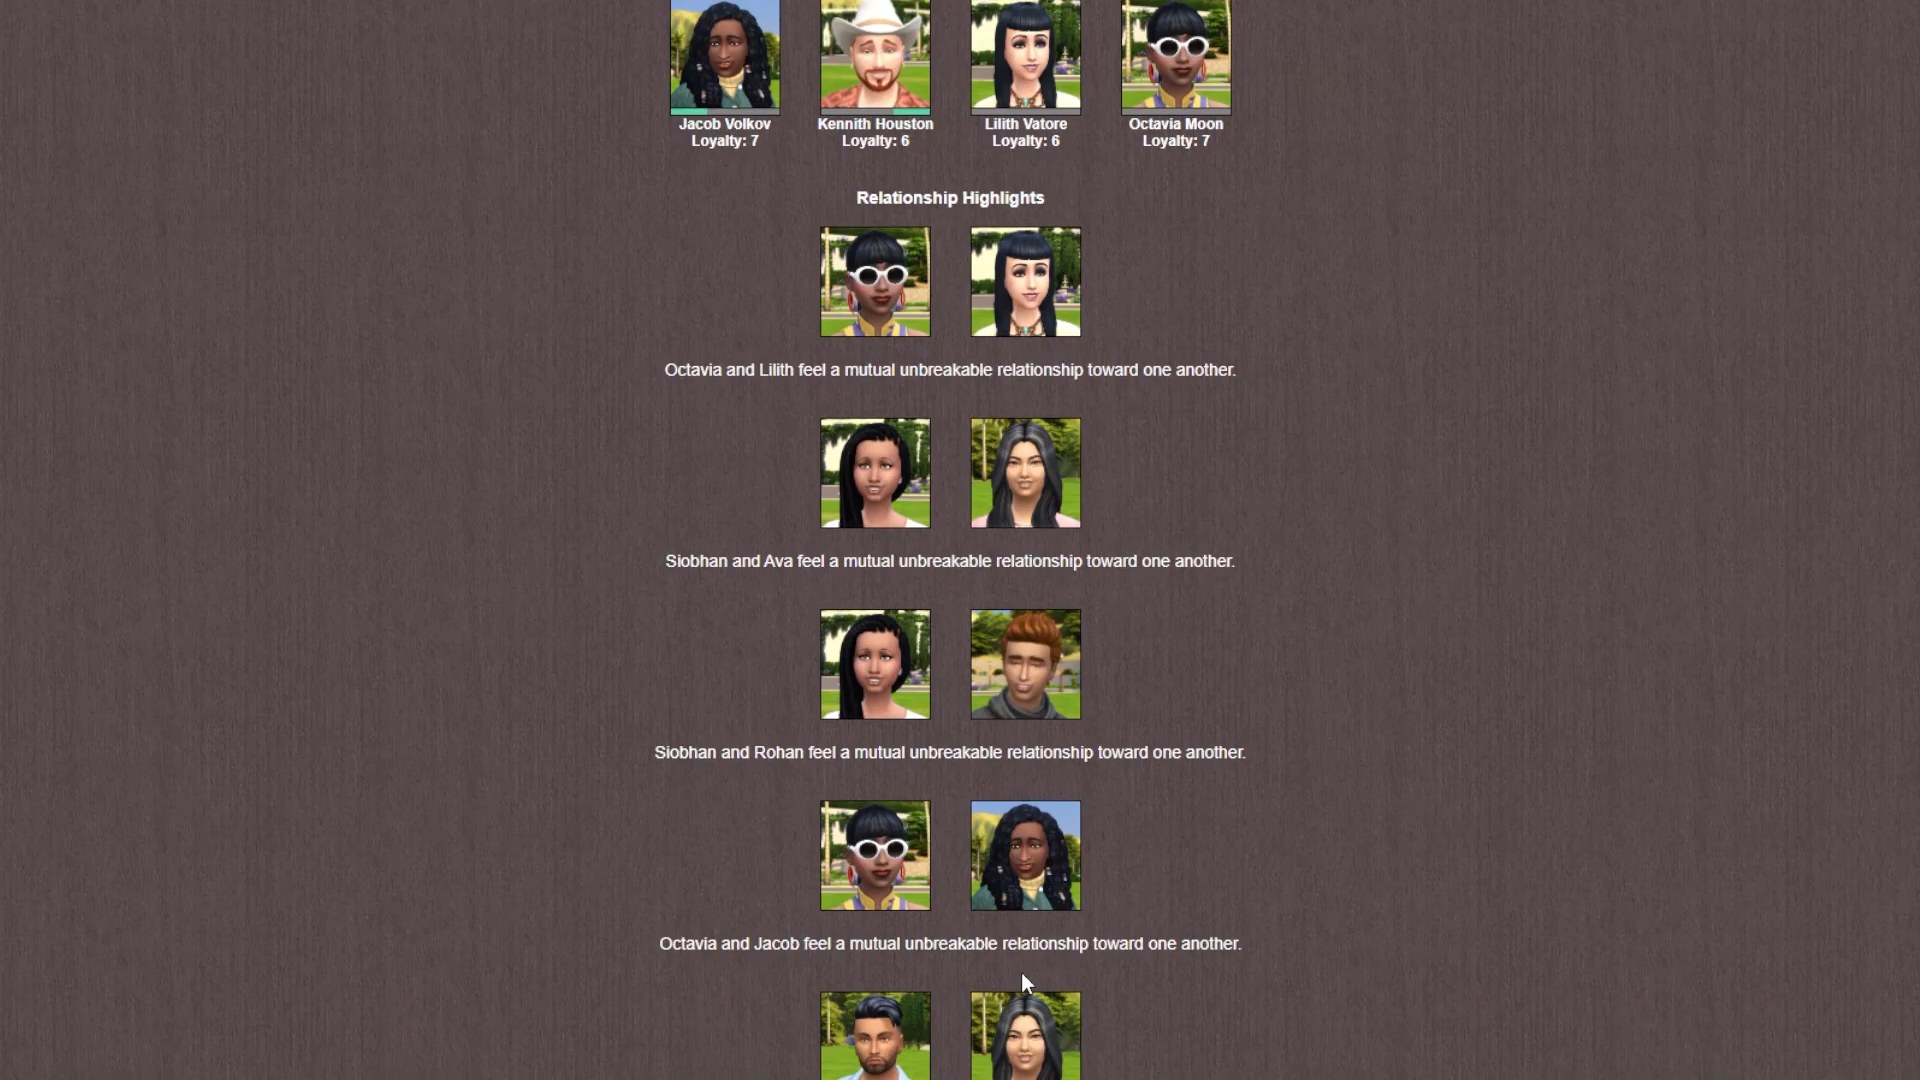 Jacob Volkov
Loyalty: 7
Kennith Houston
Loyalty: 6
Lilith Vatore
Loyalty: 6
Octavia Moon
Loyalty: 7
Relationship Highlights
Octavia and Lilith feel a mutual unbreakable relationship toward one another.
Siobhan and Ava feel a mutual unbreakable relationship toward one another.
Siobhan and Rohan feel a mutual unbreakable relationship toward one another.
Octavia and Jacob feel a mutual unbreakable relationship toward one another.